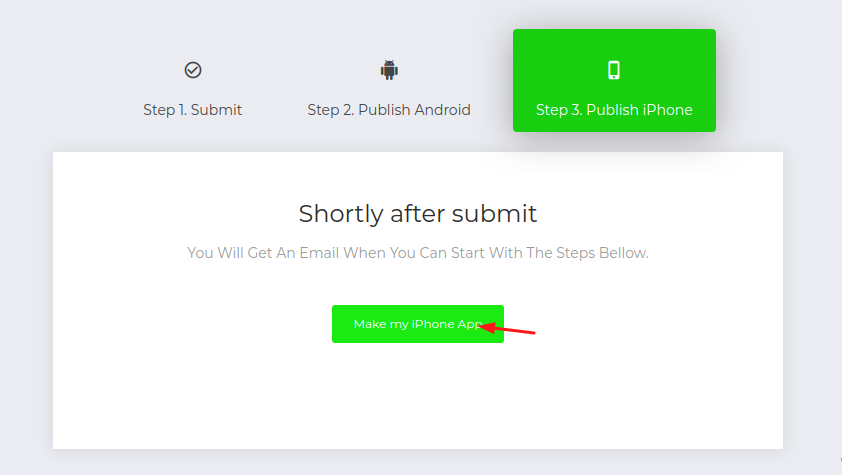 Step 1. Submit
Step 2. Publish Android
Step 3. Publish iPhone
Shortly after submit
You Will Get An Email When You Can Start With The Steps Bellow.
Make my iPhone App